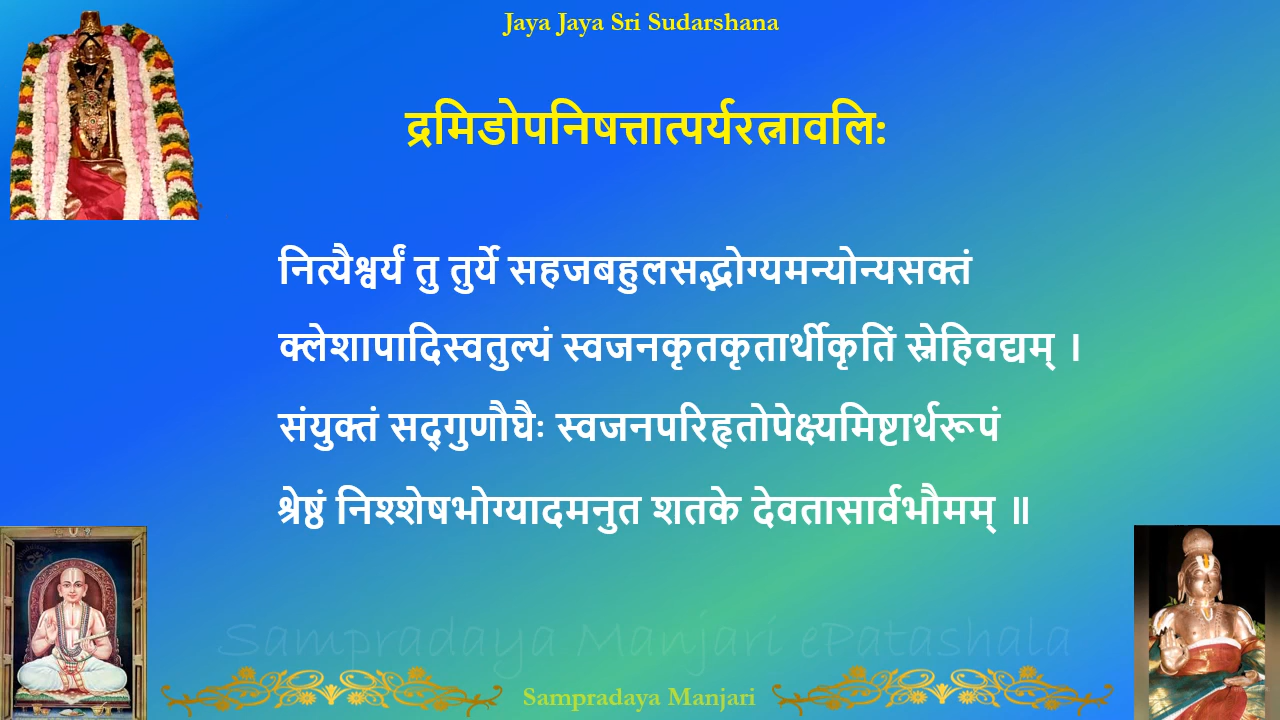 Jaya Jaya Sri Sudarshana
द्रमिडोपनिषत्तात्पर्यरत्नावलिः
नित्यैश्वर्यं तु तुर्ये सहजबहुलसद्भोग्यमन्योन्यसक्तं
क्लेशापादिस्वतुल्यं स्वजनकृतकृतार्थीकृतिं स्नेहिवद्यम् ।
संयुक्तं सद्‌गुणौघैः स्वजनपरिहृतोपेक्ष्यमिष्टार्थरूपं
श्रेष्ठं निश्शेषभोग्यादमनुत शतके देवतासार्वभौमम् ॥
Sampradaya Manjari ePatashala
Sampradaya Manjari